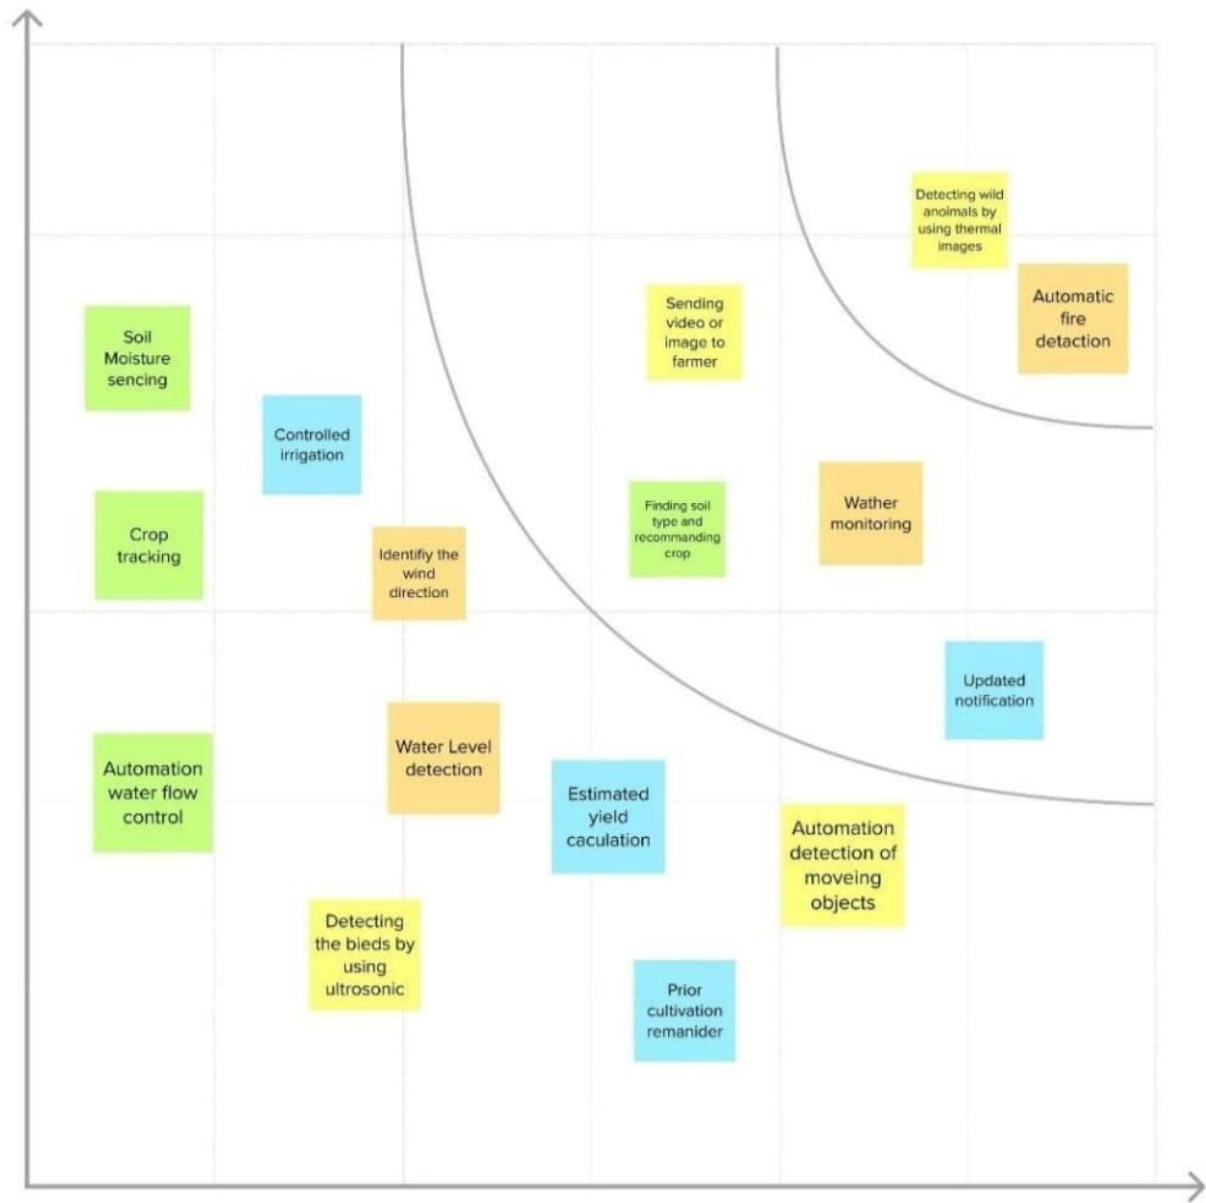 Detecting wild
anoimals by
using thermal
images
Automatic
fire
detaction
Sending
video or
image to
farmer
Soil
Moisture
sencing
Controlled
irrigation
Wather
monitoring
Finding soil
type and
recommanding
crop
Crop
tracking
Identifiy the
wind
direction
Updated
notification
Water Level
detection
Automation
water flow
control
Estimated
yield
caculation
Automation
detection of
moveing
objects
Detecting
the bieds by
using
ultrosonic
Prior
cultivation
remanider